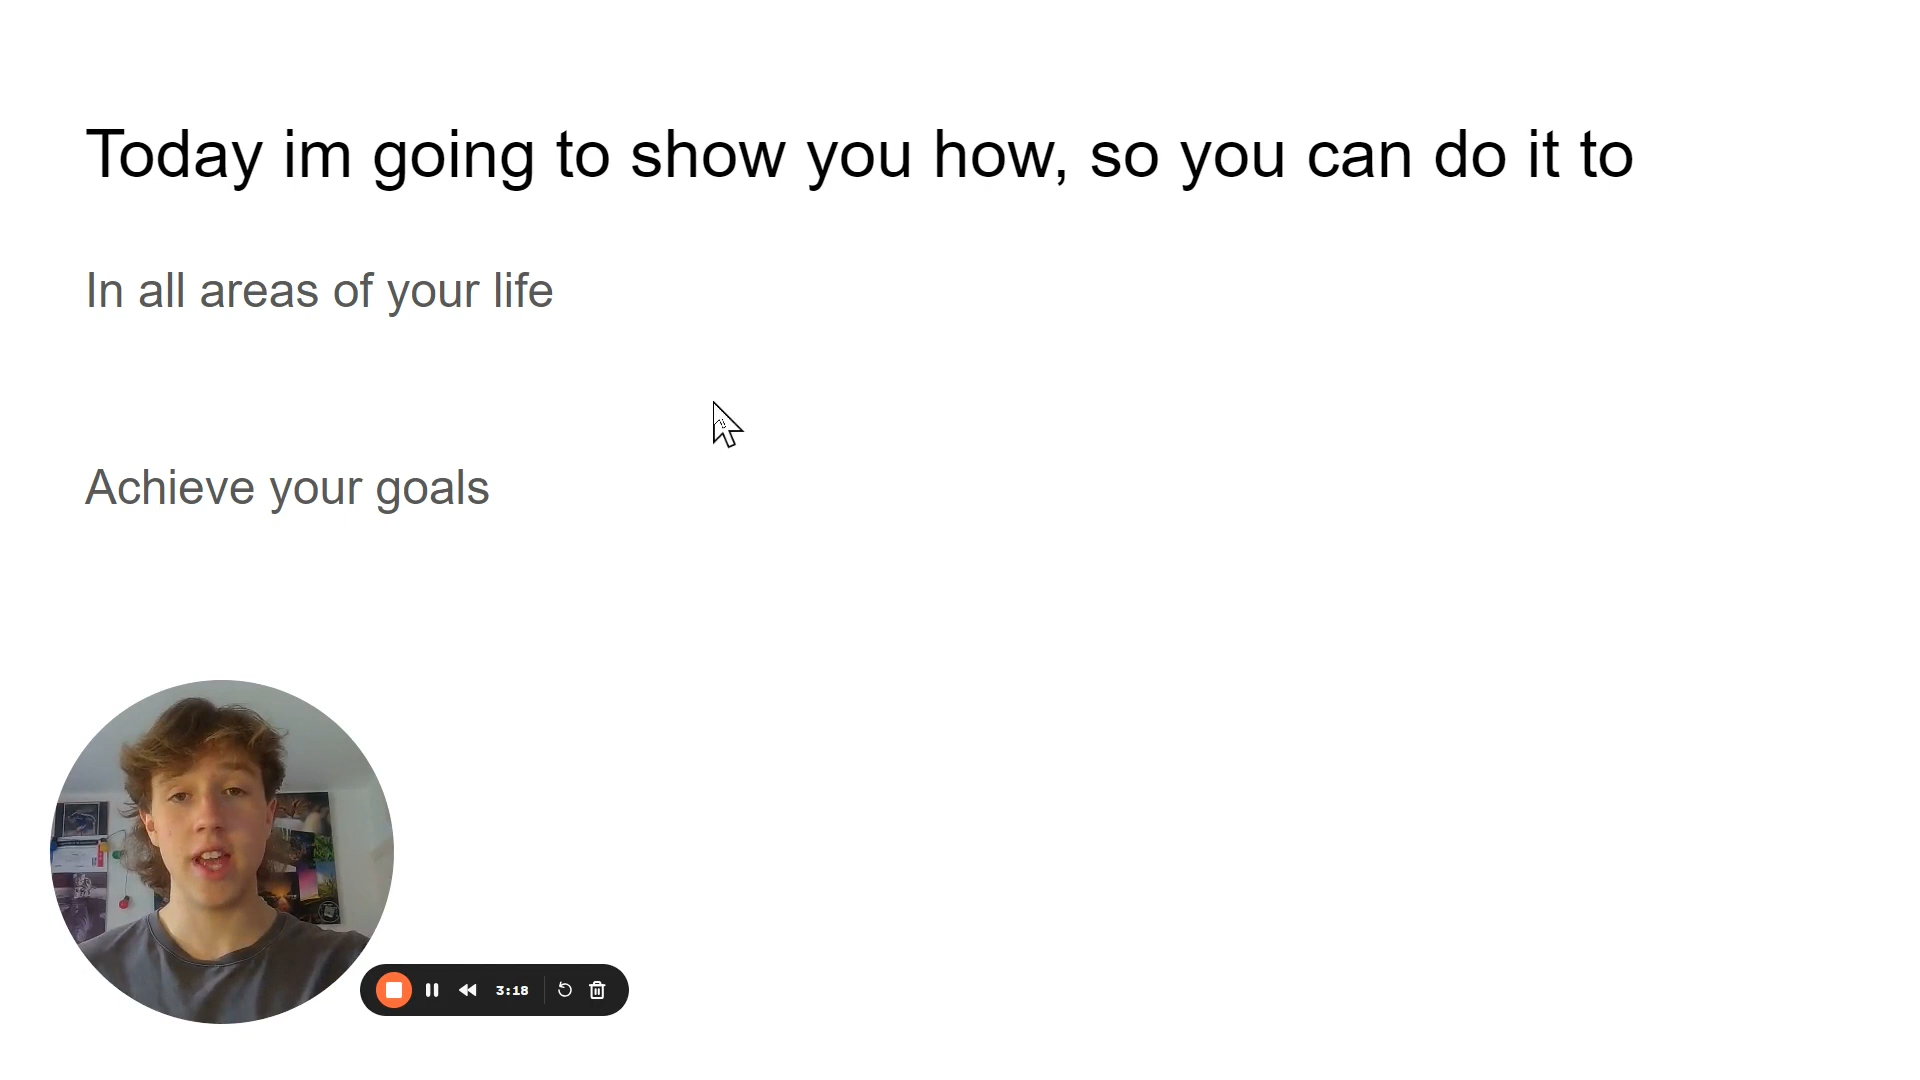 Today im going to show you how, so you can do it to
In all areas of your life
Achieve your goals
3:18